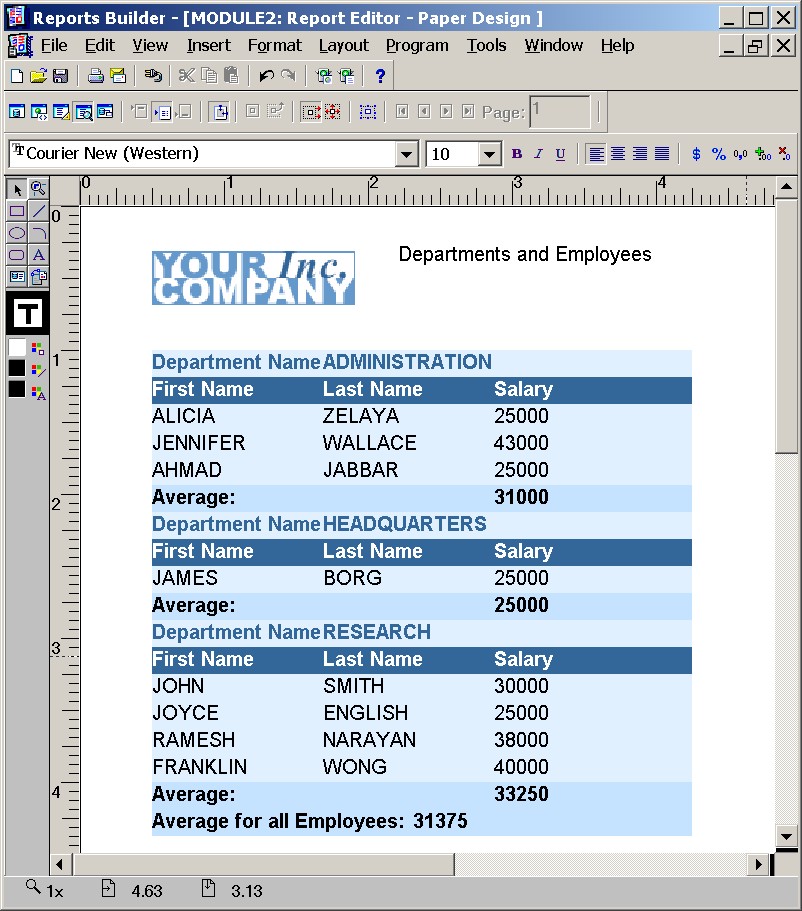 Reports Builder - [MODULE2: Report Editor - Paper Design ]
File Edit View Insert Format Layout Program Tools Window Help
?
Page: 1
Courier New (Western) 10 B I U $ % 0,0 .00 .0
0 1 2 3 4
0
YOUR Inc.
COMPANY
Departments and Employees
A
T
1
Department Name ADMINISTRATION
First Name Last Name Salary
ALICIA ZELAYA 25000
JENNIFER WALLACE 43000
AHMAD JABBAR 25000
2
Average: 31000
Department Name HEADQUARTERS
First Name Last Name Salary
JAMES BORG 25000
Average: 25000
Department Name RESEARCH
3
First Name Last Name Salary
JOHN SMITH 30000
JOYCE ENGLISH 25000
RAMESH NARAYAN 38000
FRANKLIN WONG 40000
4
Average: 33250
Average for all Employees: 31375
1x 4.63 3.13